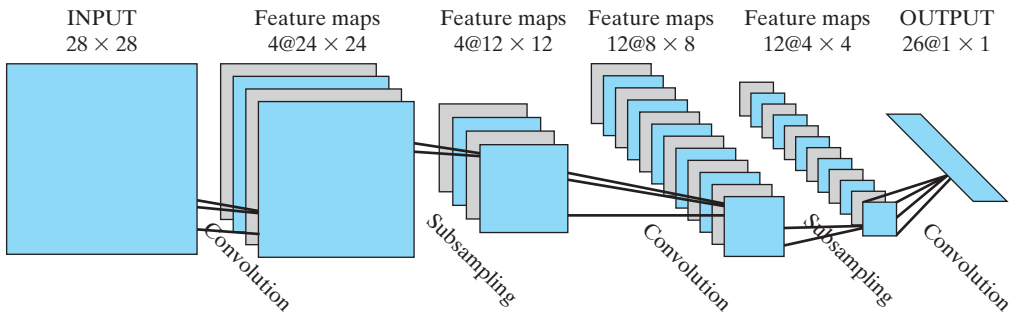 INPUT
28 × 28
Feature maps
4@24 × 24
Feature maps
4@12 × 12
Feature maps
12@8 × 8
Feature maps
12@4 × 4
OUTPUT
26@1 × 1
Convolution
Subsampling
Convolution
Subsampling
Convolution